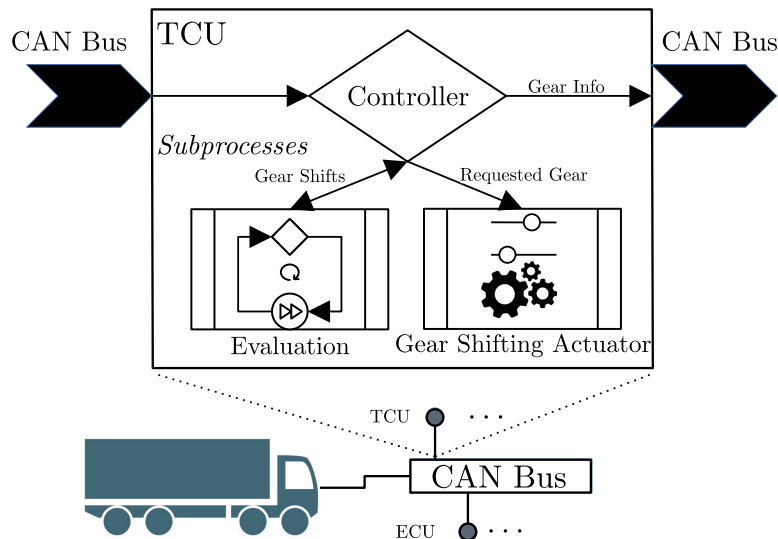 TCU
CAN Bus
CAN Bus
Controller
Gear Info
Subprocesses
Gear Shifts
Requested Gear
Evaluation
Gear Shifting Actuator
TCU
. . .
CAN Bus
ECU
. . .